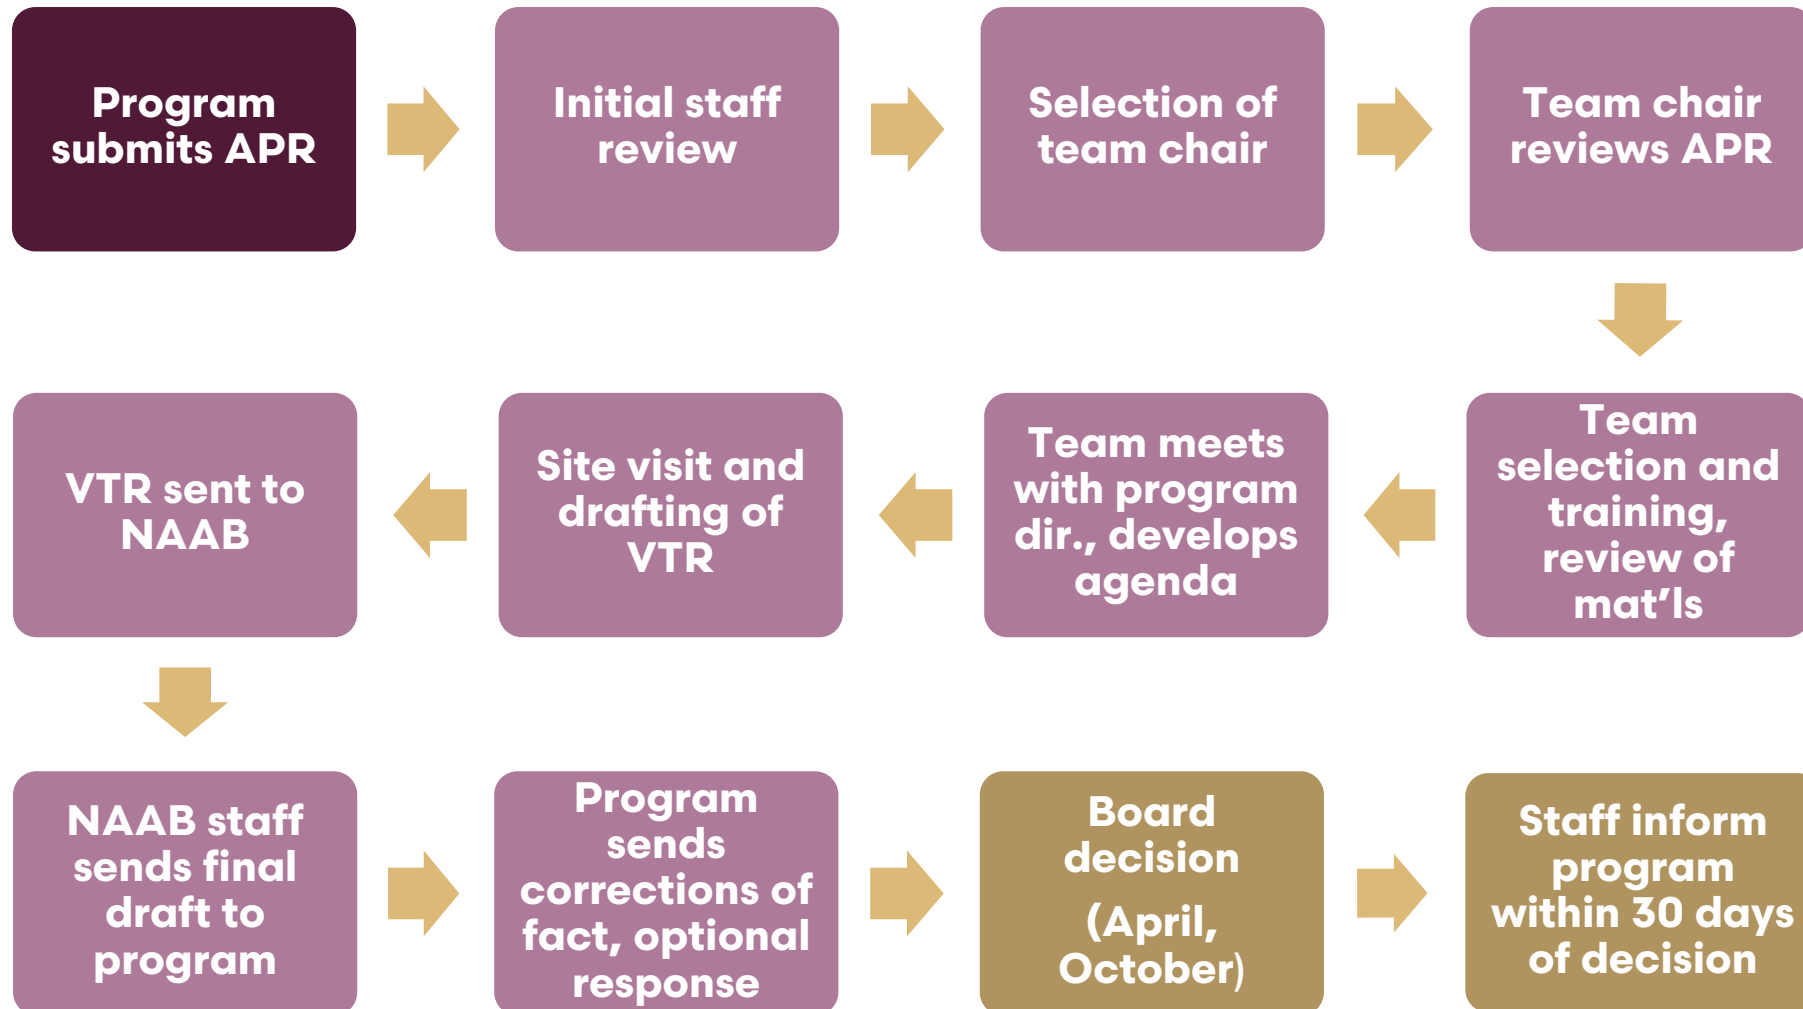 Program
submits APR
Initial staff
review
Selection of
team chair
Team chair
reviews APR
Team
selection and
training,
review of
mat’ls
Team meets
with program
dir., develops
agenda
Site visit and
drafting of
VTR
VTR sent to
NAAB
NAAB staff
sends final
draft to
program
Program
sends
corrections of
fact, optional
response
Board
decision
(April,
October)
Staff inform
program
within 30 days
of decision